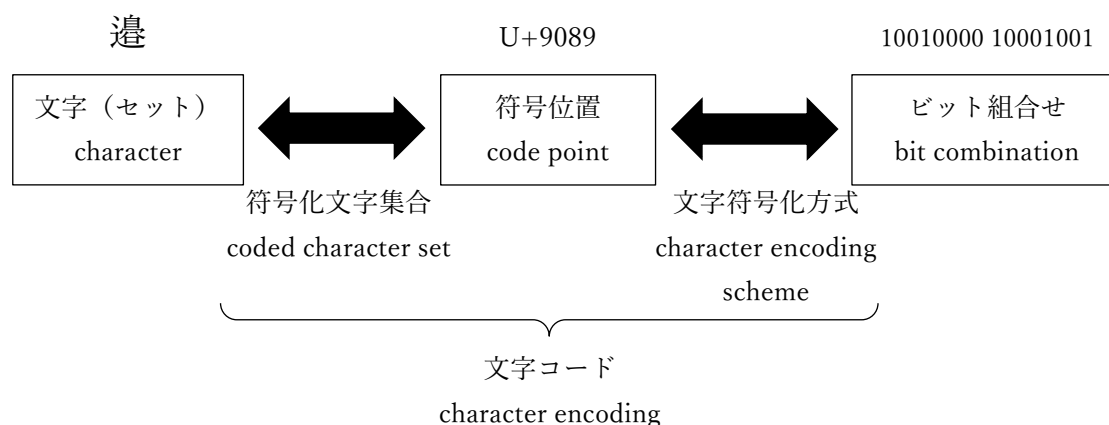 邉 U+9089 10010000 10001001
文字（セット） 符号位置 ビット組合せ
character code point bit combination
符号化文字集合 文字符号化方式
coded character set character encoding
scheme
文字コード
character encoding